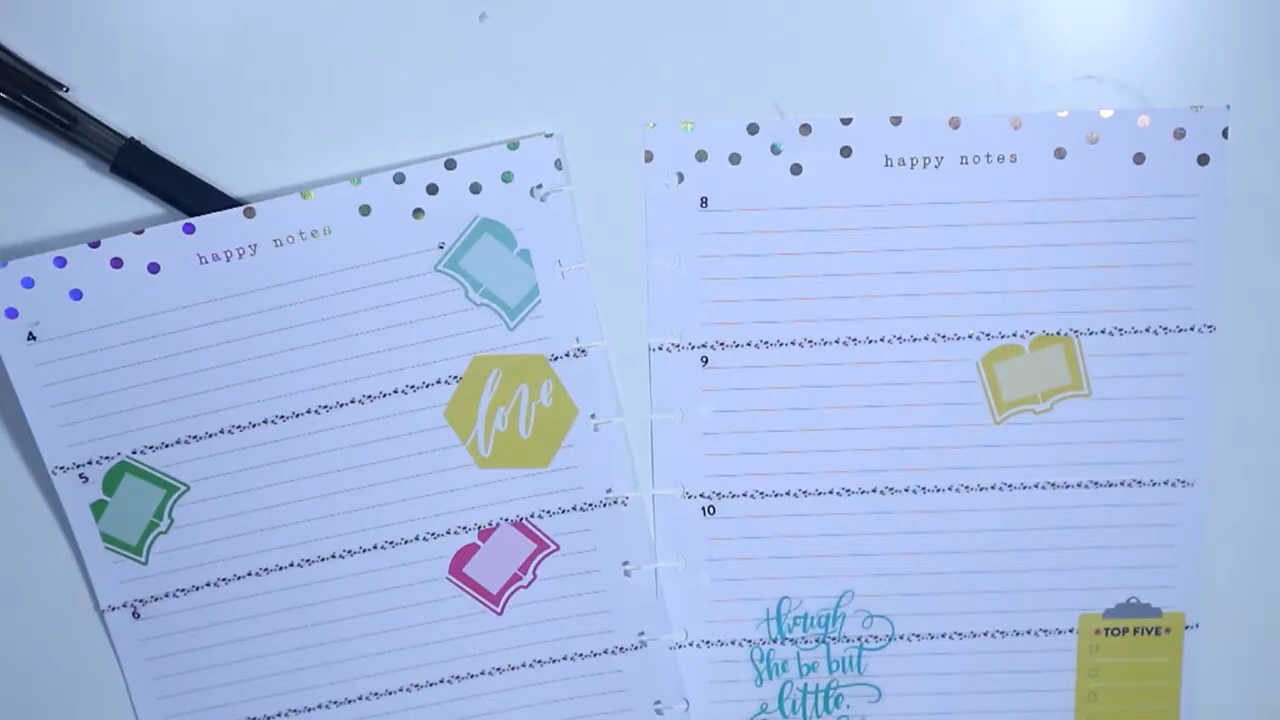 happy notes
4
love
5
6
happy notes
8
9
10
though
She be but
little.
TOP FIVE